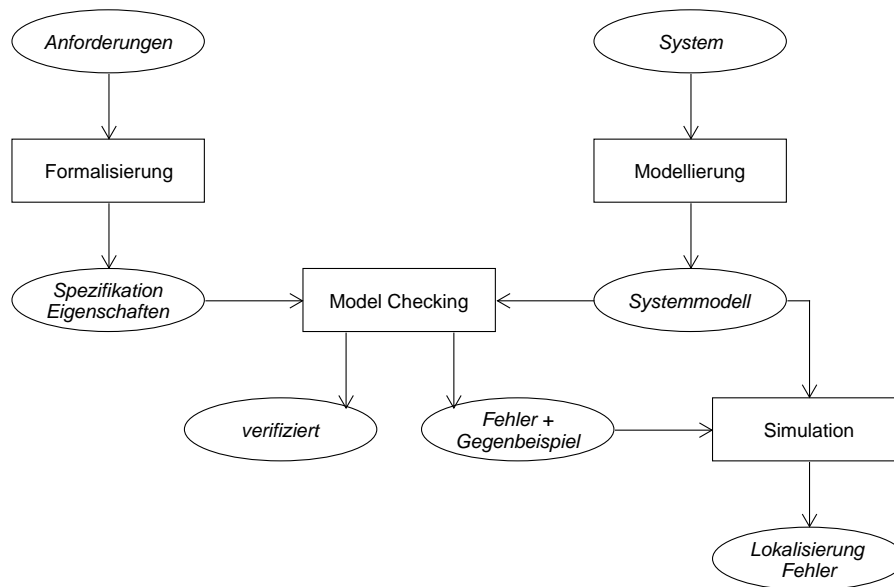 Anforderungen
System
Formalisierung
Modellierung
Spezifikation
Eigenschaften
Model Checking
Systemmodell
verifiziert
Fehler +
Gegenbeispiel
Simulation
Lokalisierung
Fehler